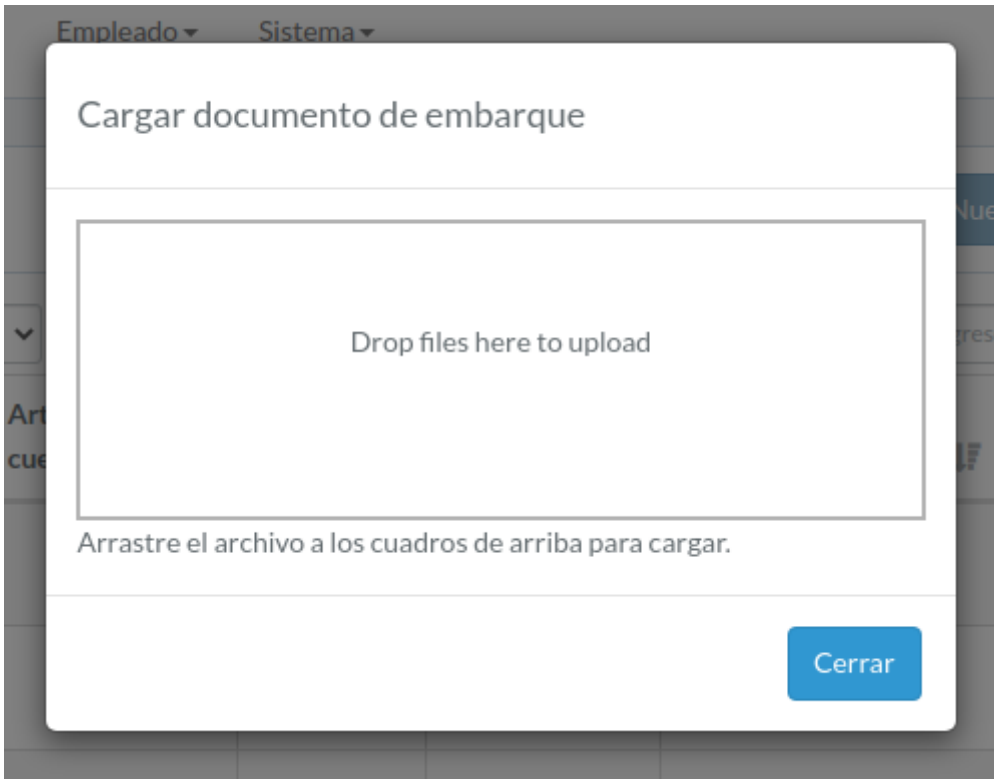 Empleado
Sistema
Cargar documento de embarque
Drop files here to upload
Arrastre el archivo a los cuadros de arriba para cargar.
Cerrar